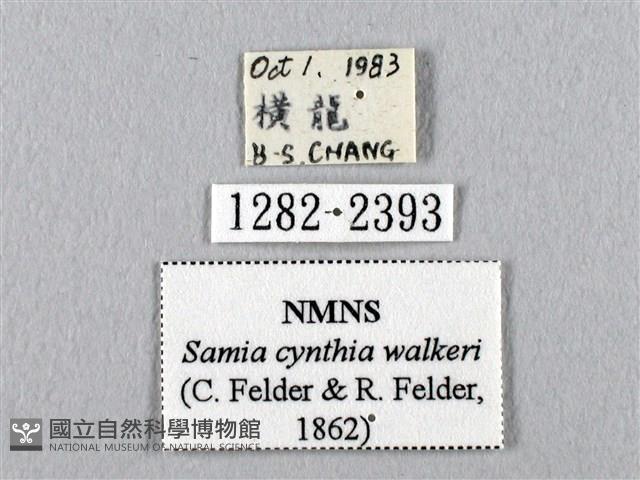 Oct 1. 1983
橫龍
B-S. CHANG
1282-2393
NMNS
Samia cynthia walkeri
(C. Felder & R. Felder,
1862)
國立自然科學博物館
NATIONAL MUSEUM OF NATURAL SCIENCE